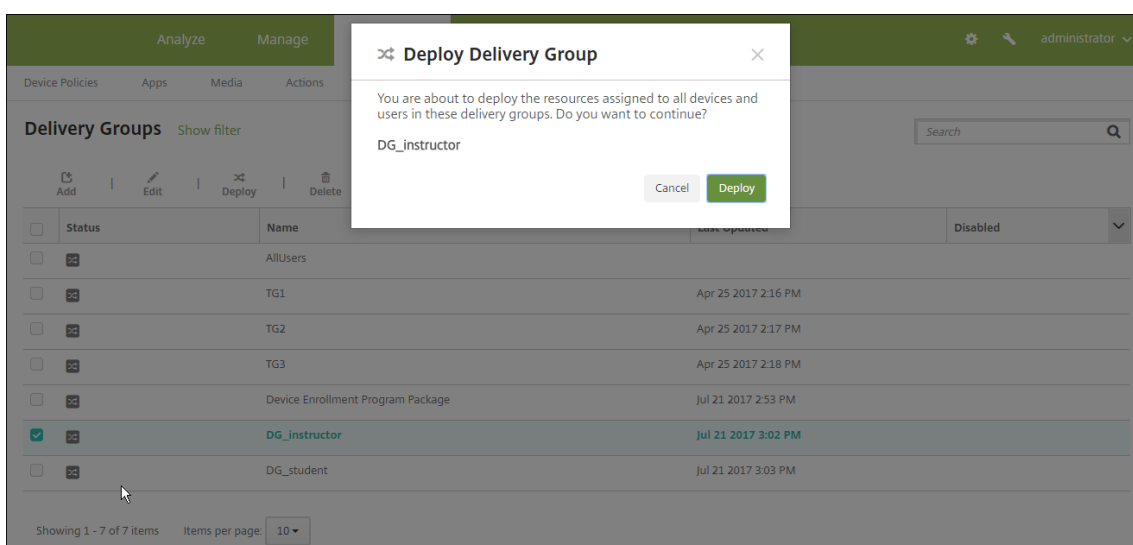 Analyze Manage administrator
Deploy Delivery Group
Device Policies Apps Media Actions
You are about to deploy the resources assigned to all devices and
users in these delivery groups. Do you want to continue?
DG_instructor
Cancel Deploy
Delivery Groups Show filter
Search
Add | Edit | Deploy | Delete
Status Name Last Updated Disabled
AllUsers
TG1 Apr 25 2017 2:16 PM
TG2 Apr 25 2017 2:17 PM
TG3 Apr 25 2017 2:18 PM
Device Enrollment Program Package Jul 21 2017 2:53 PM
DG_instructor Jul 21 2017 3:02 PM
DG_student Jul 21 2017 3:03 PM
Showing 1 - 7 of 7 items Items per page: 10